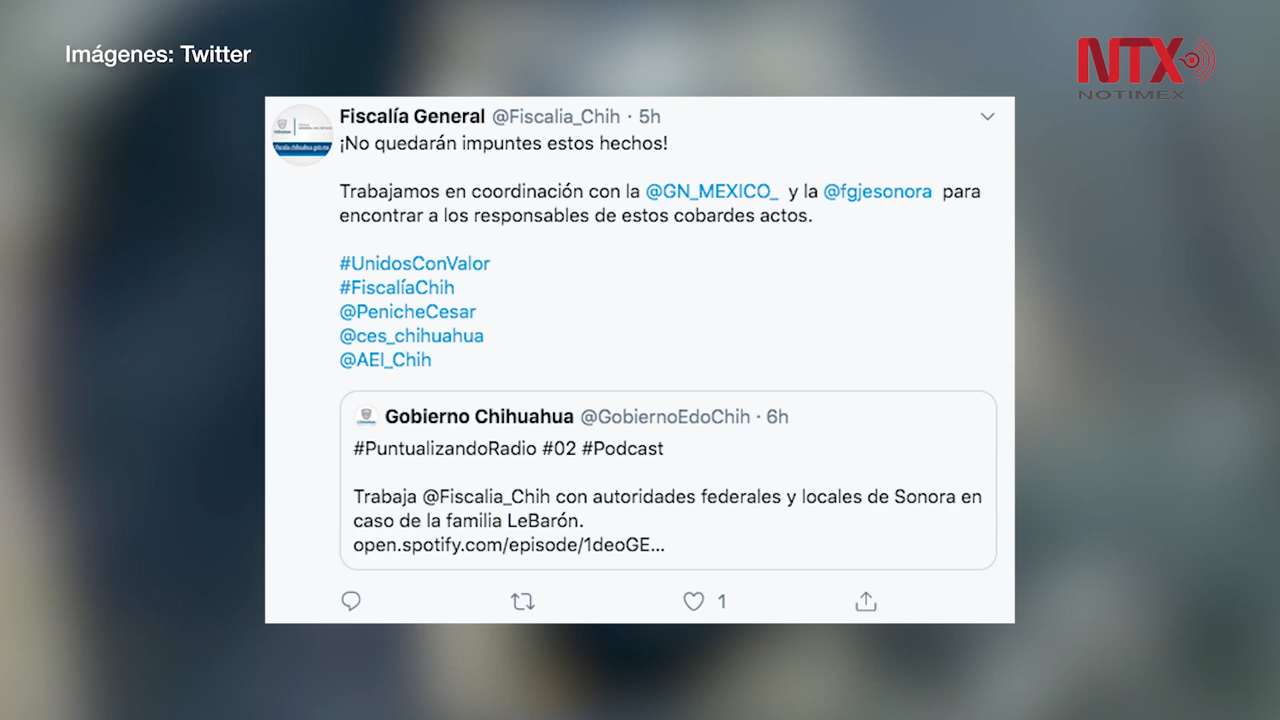 Imágenes: Twitter
NTX
NOTIMEX
Fiscalía General @Fiscalia_Chih · 5h
¡No quedarán impuntes estos hechos!
Trabajamos en coordinación con la @GN_MEXICO_ y la @fgjesonora para
encontrar a los responsables de estos cobardes actos.
#UnidosConValor
#FiscalíaChih
@PenicheCesar
@ces_chihuahua
@AEI_Chih
Gobierno Chihuahua @GobiernoEdoChih · 6h
#PuntualizandoRadio #02 #Podcast
Trabaja @Fiscalia_Chih con autoridades federales y locales de Sonora en
caso de la familia LeBarón.
open.spotify.com/episode/1deoGE...
1